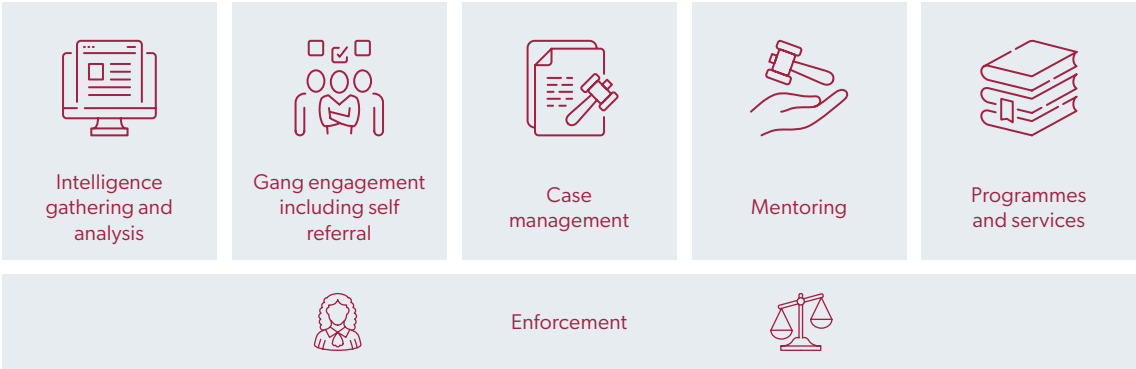 Intelligence
gathering and
analysis
Gang engagement
including self
referral
Case
management
Mentoring
Programmes
and services
Enforcement